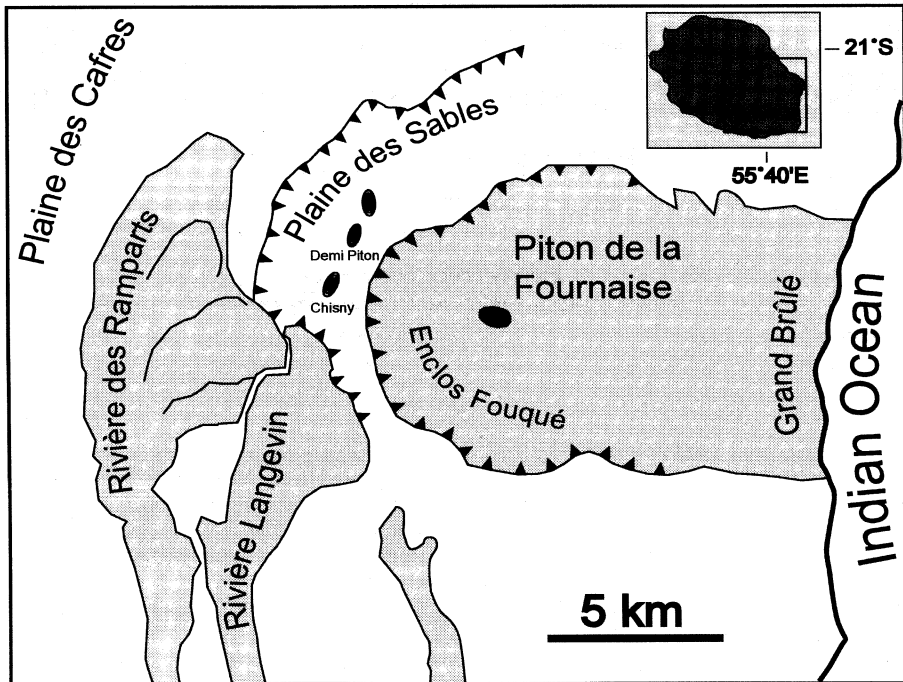 Plaine des Cafres
Plaine des Sables
21°S
55°40'E
Demi Piton
Chisny
Piton de la
Fournaise
Enclos Fouqué
Grand Brûlé
Indian Ocean
Rivière des Ramparts
Rivière Langevin
5 km